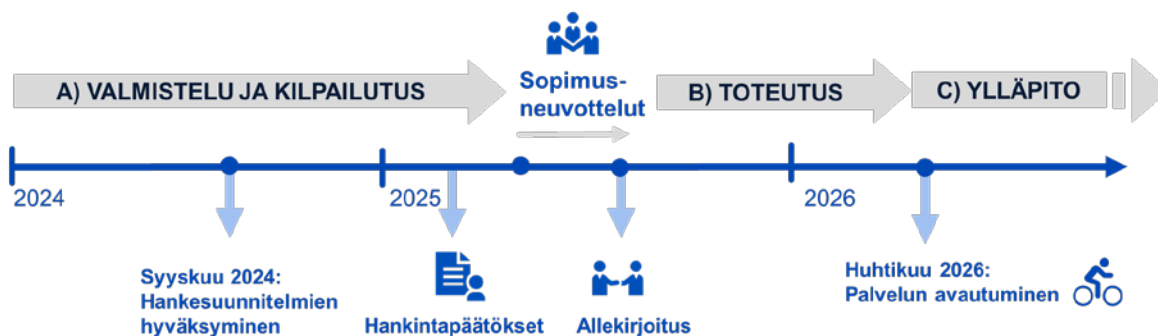 A) VALMISTELU JA KILPAILUTUS
Sopimus-
neuvottelut
B) TOTEUTUS
C) YLLÄPITO
2024
2025
2026
Syyskuu 2024:
Hankesuunnitelmien
hyväksyminen
Hankintapäätökset
Allekirjoitus
Huhtikuu 2026:
Palvelun avautuminen